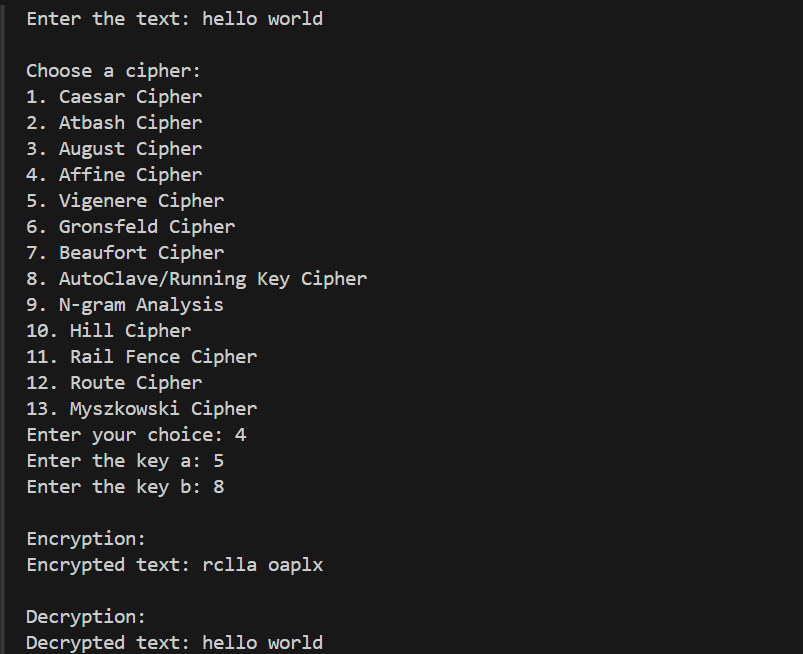 Enter the text: hello world
Choose a cipher:
1. Caesar Cipher
2. Atbash Cipher
3. August Cipher
4. Affine Cipher
5. Vigenere Cipher
6. Gronsfeld Cipher
7. Beaufort Cipher
8. AutoClave/Running Key Cipher
9. N-gram Analysis
10. Hill Cipher
11. Rail Fence Cipher
12. Route Cipher
13. Myszkowski Cipher
Enter your choice: 4
Enter the key a: 5
Enter the key b: 8
Encryption:
Encrypted text: rclla oaplx
Decryption:
Decrypted text: hello world